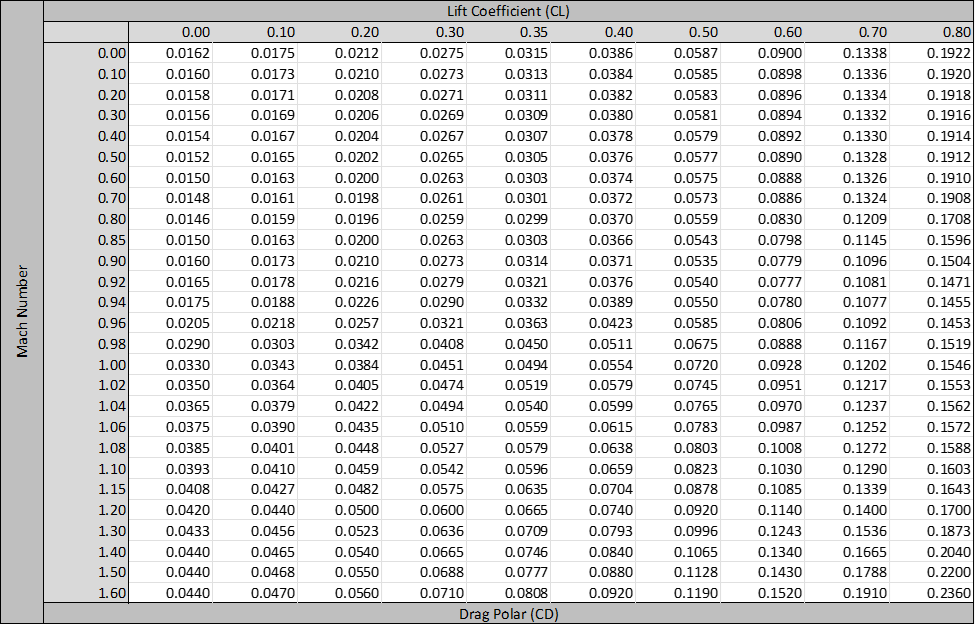 Lift Coefficient (CL)
0.00 0.10 0.20 0.30 0.35 0.40 0.50 0.60 0.70 0.80
Mach Number
0.00 0.0162 0.0175 0.0212 0.0275 0.0315 0.0386 0.0587 0.0900 0.1338 0.1922
0.10 0.0160 0.0173 0.0210 0.0273 0.0313 0.0384 0.0585 0.0898 0.1336 0.1920
0.20 0.0158 0.0171 0.0208 0.0271 0.0311 0.0382 0.0583 0.0896 0.1334 0.1918
0.30 0.0156 0.0169 0.0206 0.0269 0.0309 0.0380 0.0581 0.0894 0.1332 0.1916
0.40 0.0154 0.0167 0.0204 0.0267 0.0307 0.0378 0.0579 0.0892 0.1330 0.1914
0.50 0.0152 0.0165 0.0202 0.0265 0.0305 0.0376 0.0577 0.0890 0.1328 0.1912
0.60 0.0150 0.0163 0.0200 0.0263 0.0303 0.0374 0.0575 0.0888 0.1326 0.1910
0.70 0.0148 0.0161 0.0198 0.0261 0.0301 0.0372 0.0573 0.0886 0.1324 0.1908
0.80 0.0146 0.0159 0.0196 0.0259 0.0299 0.0370 0.0559 0.0830 0.1209 0.1708
0.85 0.0150 0.0163 0.0200 0.0263 0.0303 0.0366 0.0543 0.0798 0.1145 0.1596
0.90 0.0160 0.0173 0.0210 0.0273 0.0314 0.0371 0.0535 0.0779 0.1096 0.1504
0.92 0.0165 0.0178 0.0216 0.0279 0.0321 0.0376 0.0540 0.0777 0.1081 0.1471
0.94 0.0175 0.0188 0.0226 0.0290 0.0332 0.0389 0.0550 0.0780 0.1077 0.1455
0.96 0.0205 0.0218 0.0257 0.0321 0.0363 0.0423 0.0585 0.0806 0.1092 0.1453
0.98 0.0290 0.0303 0.0342 0.0408 0.0450 0.0511 0.0675 0.0888 0.1167 0.1519
1.00 0.0330 0.0343 0.0384 0.0451 0.0494 0.0554 0.0720 0.0928 0.1202 0.1546
1.02 0.0350 0.0364 0.0405 0.0474 0.0519 0.0579 0.0745 0.0951 0.1217 0.1553
1.04 0.0365 0.0379 0.0422 0.0494 0.0540 0.0599 0.0765 0.0970 0.1237 0.1562
1.06 0.0375 0.0390 0.0435 0.0510 0.0559 0.0615 0.0783 0.0987 0.1252 0.1572
1.08 0.0385 0.0401 0.0448 0.0527 0.0579 0.0638 0.0803 0.1008 0.1272 0.1588
1.10 0.0393 0.0410 0.0459 0.0542 0.0596 0.0659 0.0823 0.1030 0.1290 0.1603
1.15 0.0408 0.0427 0.0482 0.0575 0.0635 0.0704 0.0878 0.1085 0.1339 0.1643
1.20 0.0420 0.0440 0.0500 0.0600 0.0665 0.0740 0.0920 0.1140 0.1400 0.1700
1.30 0.0433 0.0456 0.0523 0.0636 0.0709 0.0793 0.0996 0.1243 0.1536 0.1873
1.40 0.0440 0.0465 0.0540 0.0665 0.0746 0.0840 0.1065 0.1340 0.1665 0.2040
1.50 0.0440 0.0468 0.0550 0.0688 0.0777 0.0880 0.1128 0.1430 0.1788 0.2200
1.60 0.0440 0.0470 0.0560 0.0710 0.0808 0.0920 0.1190 0.1520 0.1910 0.2360
Drag Polar (CD)